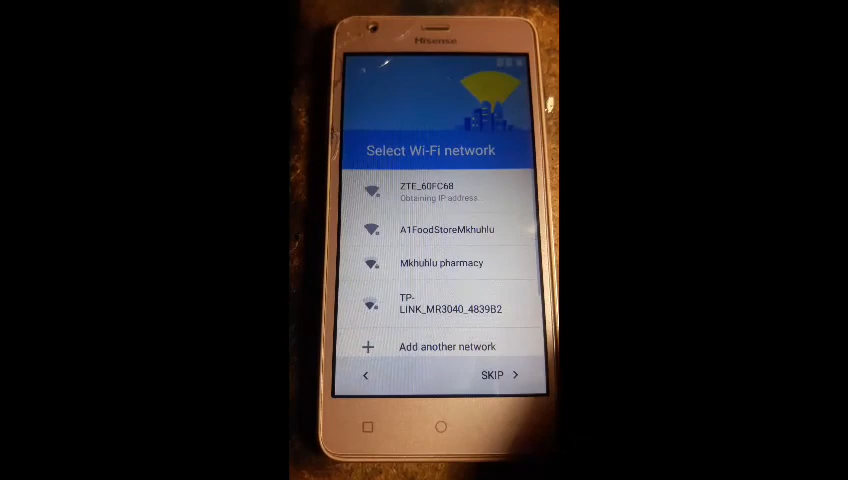 Hisense
Select Wi-Fi network
ZTE_60FC68
Obtaining IP address..
A1FoodStoreMkhuhlu
Mkhuhlu pharmacy
TP-
LINK_MR3040_4839B2
Add another network
SKIP